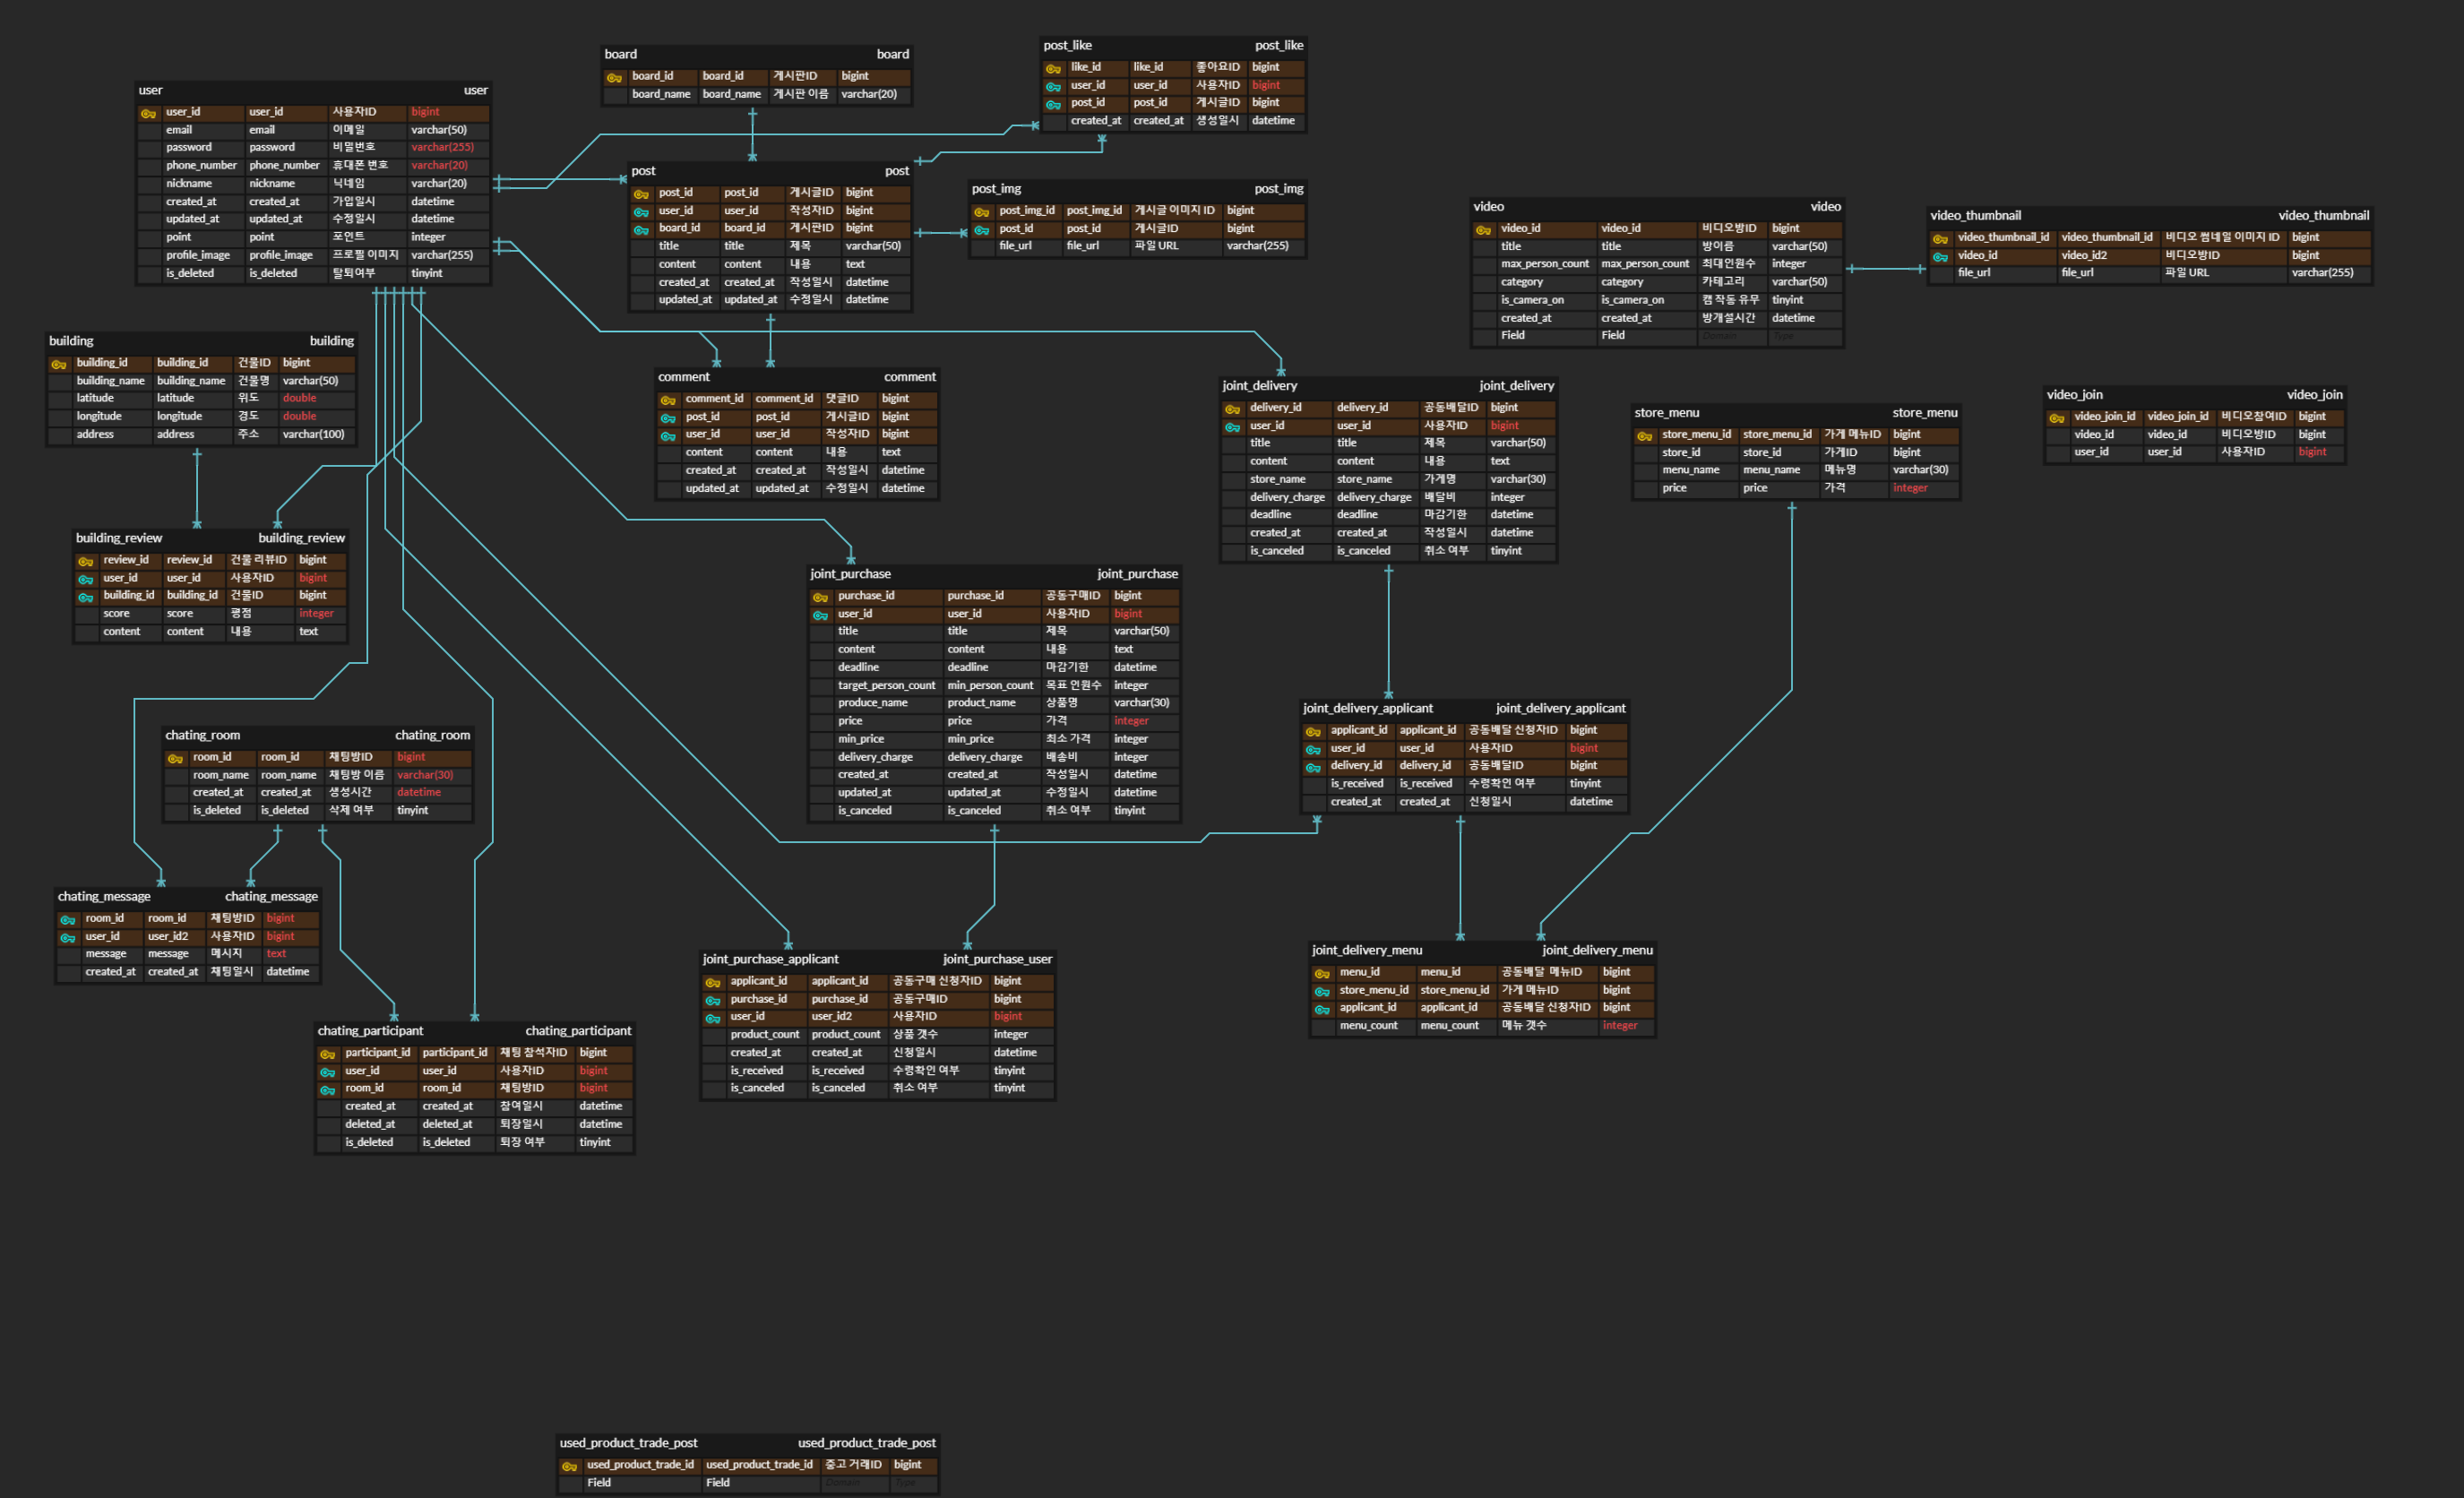 user user
user_id user_id 사용자ID bigint
email email 이메일 varchar(50)
password password 비밀번호 varchar(255)
phone_number phone_number 휴대폰 번호 varchar(20)
nickname nickname 닉네임 varchar(20)
created_at created_at 가입일시 datetime
updated_at updated_at 수정일시 datetime
point point 포인트 integer
profile_image profile_image 프로필 이미지 varchar(255)
is_deleted is_deleted 탈퇴여부 tinyint
board board
board_id board_id 게시판ID bigint
board_name board_name 게시판 이름 varchar(20)
post_like post_like
like_id like_id 좋아요ID bigint
user_id user_id 사용자ID bigint
post_id post_id 게시글ID bigint
created_at created_at 생성일시 datetime
post post
post_id post_id 게시글ID bigint
user_id user_id 작성자ID bigint
board_id board_id 게시판ID bigint
title title 제목 varchar(50)
content content 내용 text
created_at created_at 작성일시 datetime
updated_at updated_at 수정일시 datetime
post_img post_img
post_img_id post_img_id 게시글 이미지 ID bigint
post_id post_id 게시글ID bigint
file_url file_url 파일 URL varchar(255)
video video
video_id video_id 비디오방ID bigint
title title 방이름 varchar(50)
max_person_count max_person_count 최대인원수 integer
category category 카테고리 varchar(50)
is_camera_on is_camera_on 캠 작동 유무 tinyint
created_at created_at 방개설시간 datetime
Field Field Domain Type
video_thumbnail video_thumbnail
video_thumbnail_id video_thumbnail_id 비디오 썸네일 이미지 ID bigint
video_id video_id2 비디오방ID bigint
file_url file_url 파일 URL varchar(255)
building building
building_id building_id 건물ID bigint
building_name building_name 건물명 varchar(50)
latitude latitude 위도 double
longitude longitude 경도 double
address address 주소 varchar(100)
comment comment
comment_id comment_id 댓글ID bigint
post_id post_id 게시글ID bigint
user_id user_id 작성자ID bigint
content content 내용 text
created_at created_at 작성일시 datetime
updated_at updated_at 수정일시 datetime
joint_delivery joint_delivery
delivery_id delivery_id 공동배달ID bigint
user_id user_id 사용자ID bigint
title title 제목 varchar(50)
content content 내용 text
store_name store_name 가게명 varchar(30)
delivery_charge delivery_charge 배달비 integer
deadline deadline 마감기한 datetime
created_at created_at 작성일시 datetime
is_canceled is_canceled 취소 여부 tinyint
store_menu store_menu
store_menu_id store_menu_id 가게 메뉴ID bigint
store_id store_id 가게ID bigint
menu_name menu_name 메뉴명 varchar(30)
price price 가격 integer
video_join video_join
video_join_id video_join_id 비디오참여ID bigint
video_id video_id 비디오방ID bigint
user_id user_id 사용자ID bigint
building_review building_review
review_id review_id 건물 리뷰ID bigint
user_id user_id 사용자ID bigint
building_id building_id 건물ID bigint
score score 평점 integer
content content 내용 text
joint_purchase joint_purchase
purchase_id purchase_id 공동구매ID bigint
user_id user_id 사용자ID bigint
title title 제목 varchar(50)
content content 내용 text
deadline deadline 마감기한 datetime
target_person_count min_person_count 목표 인원수 integer
produce_name product_name 상품명 varchar(30)
price price 가격 integer
min_price min_price 최소 가격 integer
delivery_charge delivery_charge 배송비 integer
created_at created_at 작성일시 datetime
updated_at updated_at 수정일시 datetime
is_canceled is_canceled 취소 여부 tinyint
joint_delivery_applicant joint_delivery_applicant
applicant_id applicant_id 공동배달 신청자ID bigint
user_id user_id 사용자ID bigint
delivery_id delivery_id 공동배달ID bigint
is_received is_received 수령확인 여부 tinyint
created_at created_at 신청일시 datetime
chating_room chating_room
room_id room_id 채팅방ID bigint
room_name room_name 채팅방 이름 varchar(30)
created_at created_at 생성시간 datetime
is_deleted is_deleted 삭제 여부 tinyint
chating_message chating_message
room_id room_id 채팅방ID bigint
user_id user_id2 사용자ID bigint
message message 메시지 text
created_at created_at 채팅일시 datetime
joint_purchase_applicant joint_purchase_user
applicant_id applicant_id 공동구매 신청자ID bigint
purchase_id purchase_id 공동구매ID bigint
user_id user_id2 사용자ID bigint
product_count product_count 상품 갯수 integer
created_at created_at 신청일시 datetime
is_received is_received 수령확인 여부 tinyint
is_canceled is_canceled 취소 여부 tinyint
joint_delivery_menu joint_delivery_menu
menu_id menu_id 공동배달 메뉴ID bigint
store_menu_id store_menu_id 가게 메뉴ID bigint
applicant_id applicant_id 공동배달 신청자ID bigint
menu_count menu_count 메뉴 갯수 integer
chating_participant chating_participant
participant_id participant_id 채팅 참석자ID bigint
user_id user_id 사용자ID bigint
room_id room_id 채팅방ID bigint
created_at created_at 참여일시 datetime
deleted_at deleted_at 퇴장일시 datetime
is_deleted is_deleted 퇴장 여부 tinyint
used_product_trade_post used_product_trade_post
used_product_trade_id used_product_trade_id 중고 거래ID bigint
Field Field Domain Type